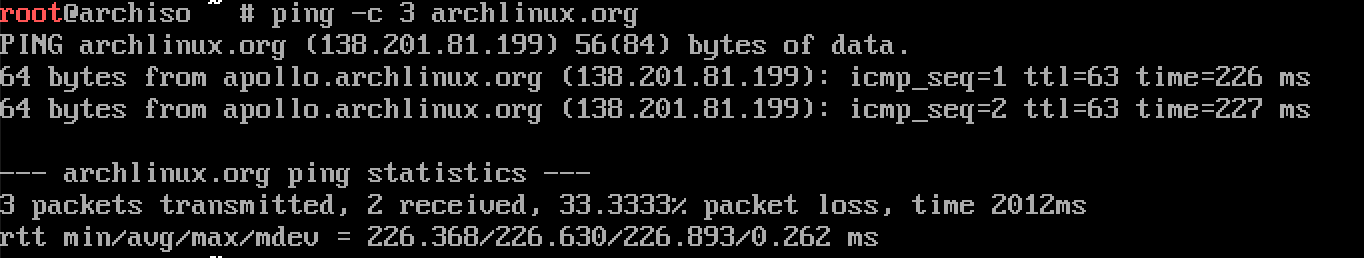 root@archiso ~ # ping -c 3 archlinux.org
PING archlinux.org (138.201.81.199) 56(84) bytes of data.
64 bytes from apollo.archlinux.org (138.201.81.199): icmp_seq=1 ttl=63 time=226 ms
64 bytes from apollo.archlinux.org (138.201.81.199): icmp_seq=2 ttl=63 time=227 ms
--- archlinux.org ping statistics ---
3 packets transmitted, 2 received, 33.3333% packet loss, time 2012ms
rtt min/avg/max/mdev = 226.368/226.630/226.893/0.262 ms